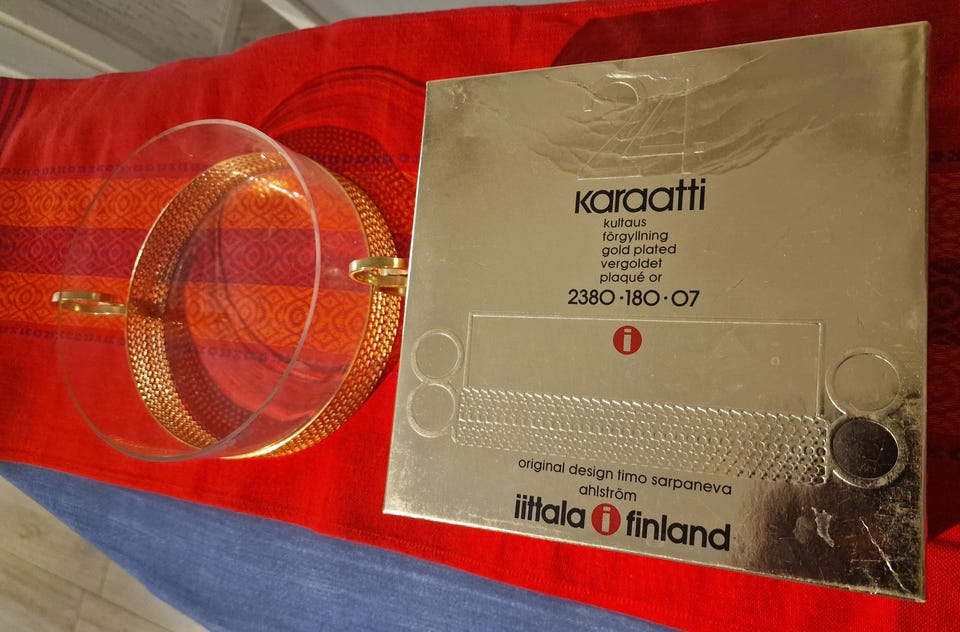 24
karaatti
kultaus
förgyllning
gold plated
vergoldet
plaqué or
2380·180·07
i
original design timo sarpaneva
ahlström
iittala i finland